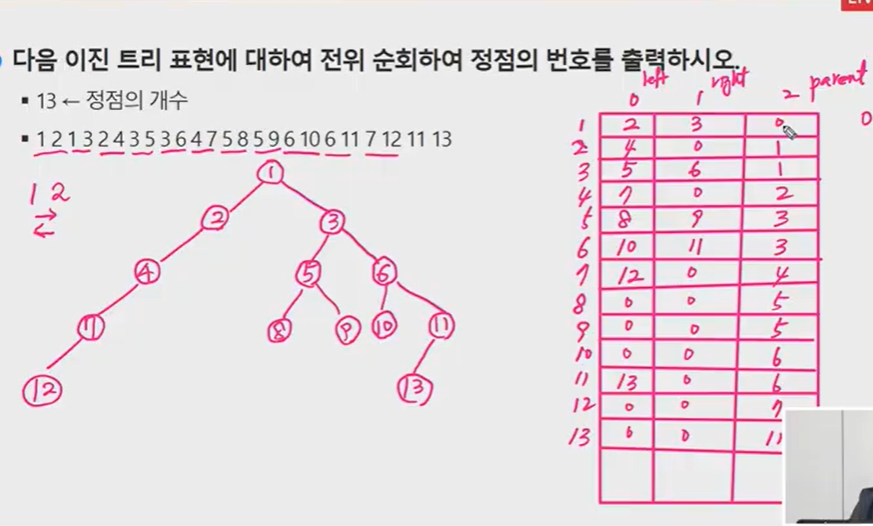 LIVE
다음 이진 트리 표현에 대하여 전위 순회하여 정점의 번호를 출력하시오.
13 ← 정점의 개수
1 2 1 3 2 4 3 5 3 6 4 7 5 8 5 9 6 10 6 11 7 12 11 13
1 2
→
←
1
2 3
4 5 6
7 8 9 10 11
12 13
left right parent
0 1 2
1 2 3 0 0
2 4 0 1
3 5 6 1
4 7 0 2
5 8 9 3
6 10 11 3
7 12 0 4
8 0 0 5
9 0 0 5
10 0 0 6
11 13 0 6
12 0 0 7
13 0 0 11